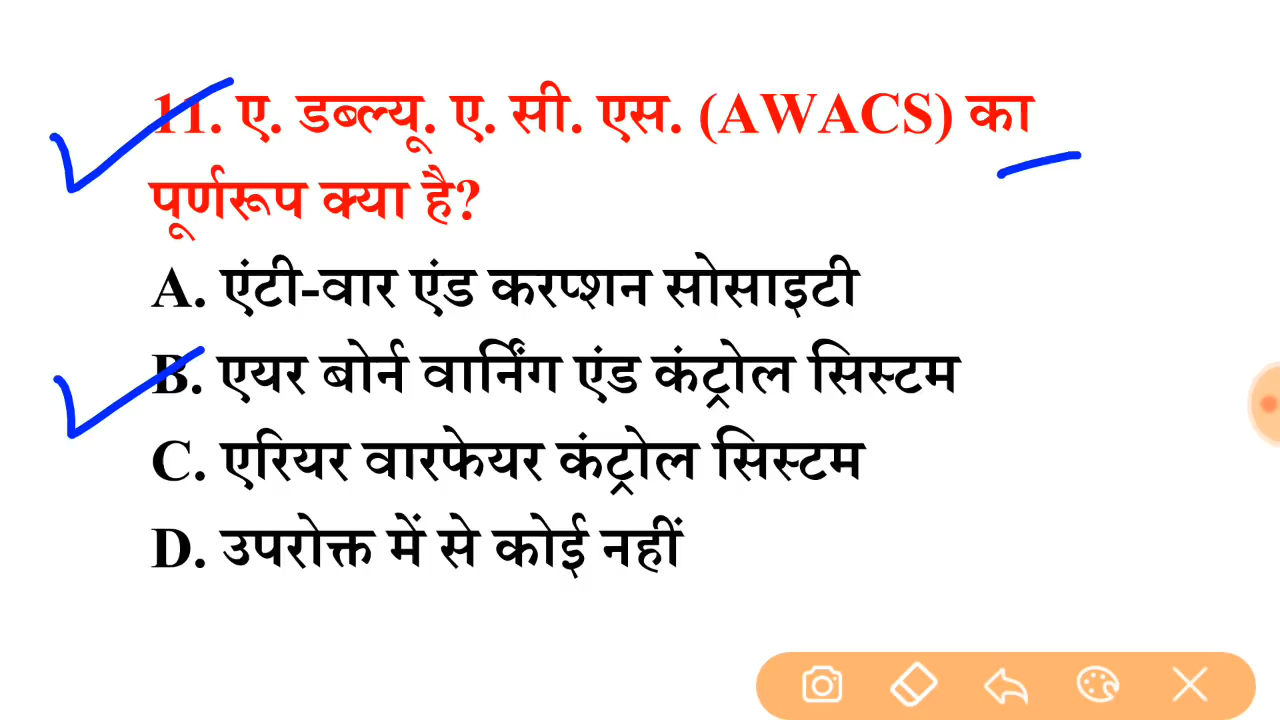 11. ए. डब्ल्यू. ए. सी. एस. (AWACS) का
पूर्णरूप क्या है?
A. एंटी-वार एंड करप्शन सोसाइटी
B. एयर बोर्न वार्निंग एंड कंट्रोल सिस्टम
C. एरियर वारफेयर कंट्रोल सिस्टम
D. उपरोक्त में से कोई नहीं